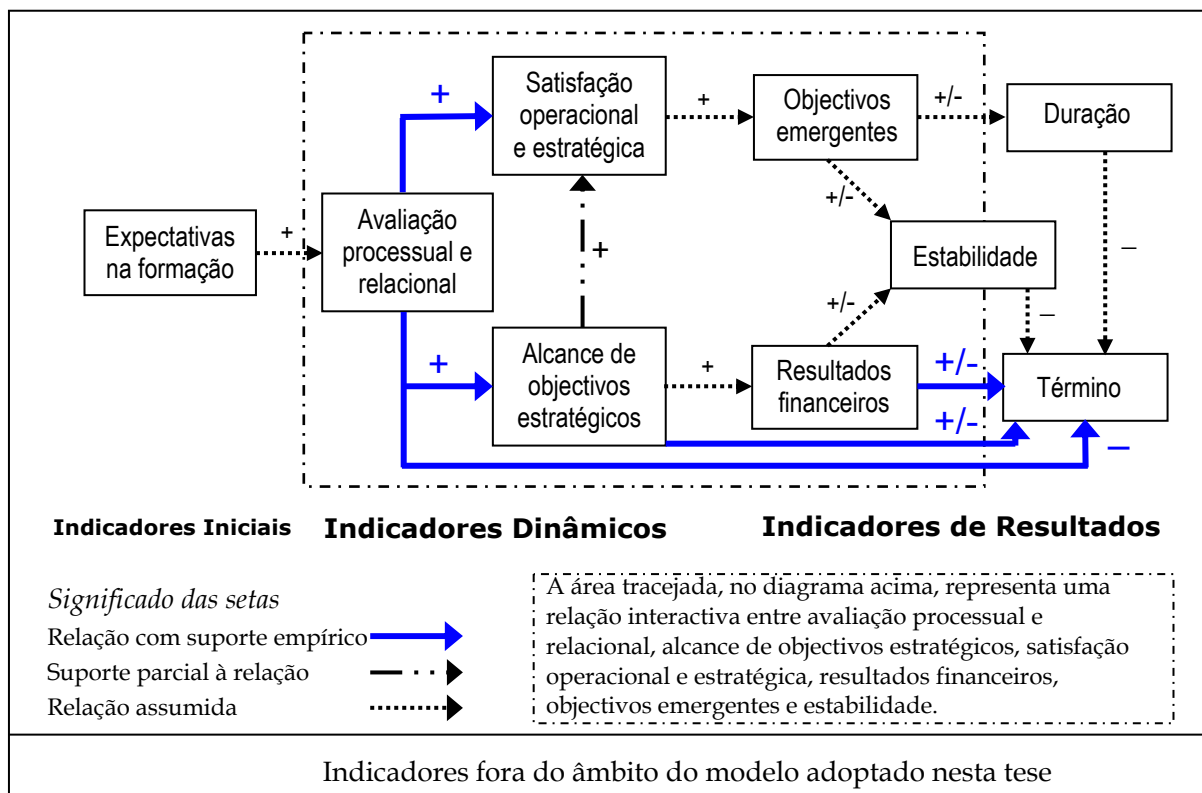 Satisfação
operacional
e estratégica
Objectivos
emergentes
Duração
+
+
+/-
+/-
Expectativas
na formação
+
Avaliação
processual e
relacional
+
Estabilidade
–
+/-
–
+
Alcance de
objectivos
estratégicos
+
Resultados
financeiros
+/-
+/-
Término
–
Indicadores Iniciais
Indicadores Dinâmicos
Indicadores de Resultados
Significado das setas
Relação com suporte empírico
Suporte parcial à relação
Relação assumida
A área tracejada, no diagrama acima, representa uma
relação interactiva entre avaliação processual e
relacional, alcance de objectivos estratégicos, satisfação
operacional e estratégica, resultados financeiros,
objectivos emergentes e estabilidade.
Indicadores fora do âmbito do modelo adoptado nesta tese